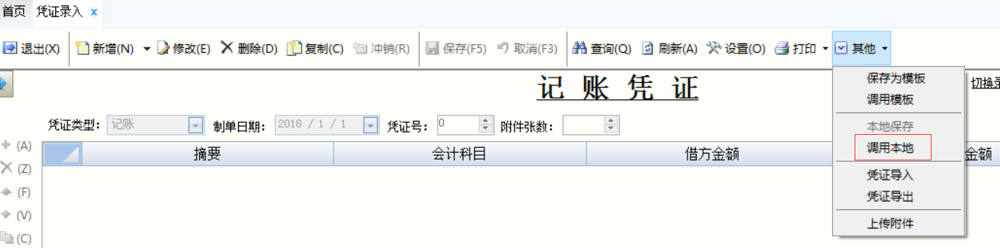 首页 凭证录入 x
退出(X) 新增(N) 修改(E) 删除(D) 复制(C) 冲销(R) 保存(F5) 取消(F3) 查询(Q) 刷新(A) 设置(O) 打印 其他
记 账 凭 证
保存为模板
调用模板
本地保存
调用本地
凭证导入
凭证导出
上传附件
凭证类型: 记账 制单日期: 2018 / 1 / 1 凭证号: 0 附件张数:
摘要 会计科目 借方金额 金额
(A)
(Z)
(F)
(V)
(C)